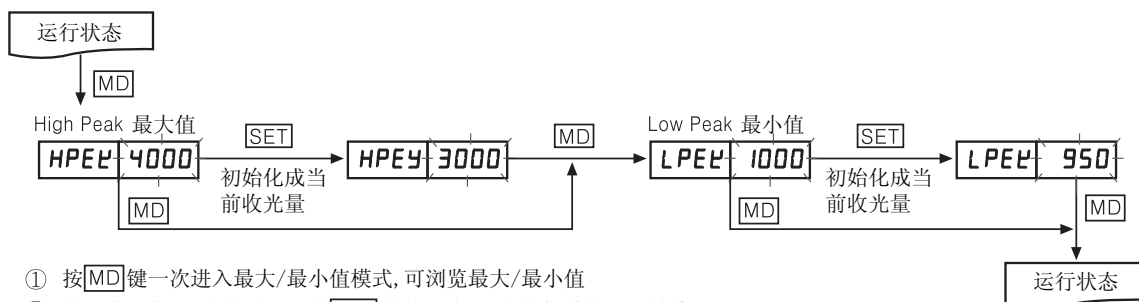 运行状态
MD
High Peak 最大值
HPEY 4000
SET
初始化成当
前收光量
HPEY 3000
MD
MD
Low Peak 最小值
LPEY 1000
SET
初始化成当
前收光量
LPEY 950
MD
MD
① 按MD键一次进入最大/最小值模式,可浏览最大/最小值
运行状态